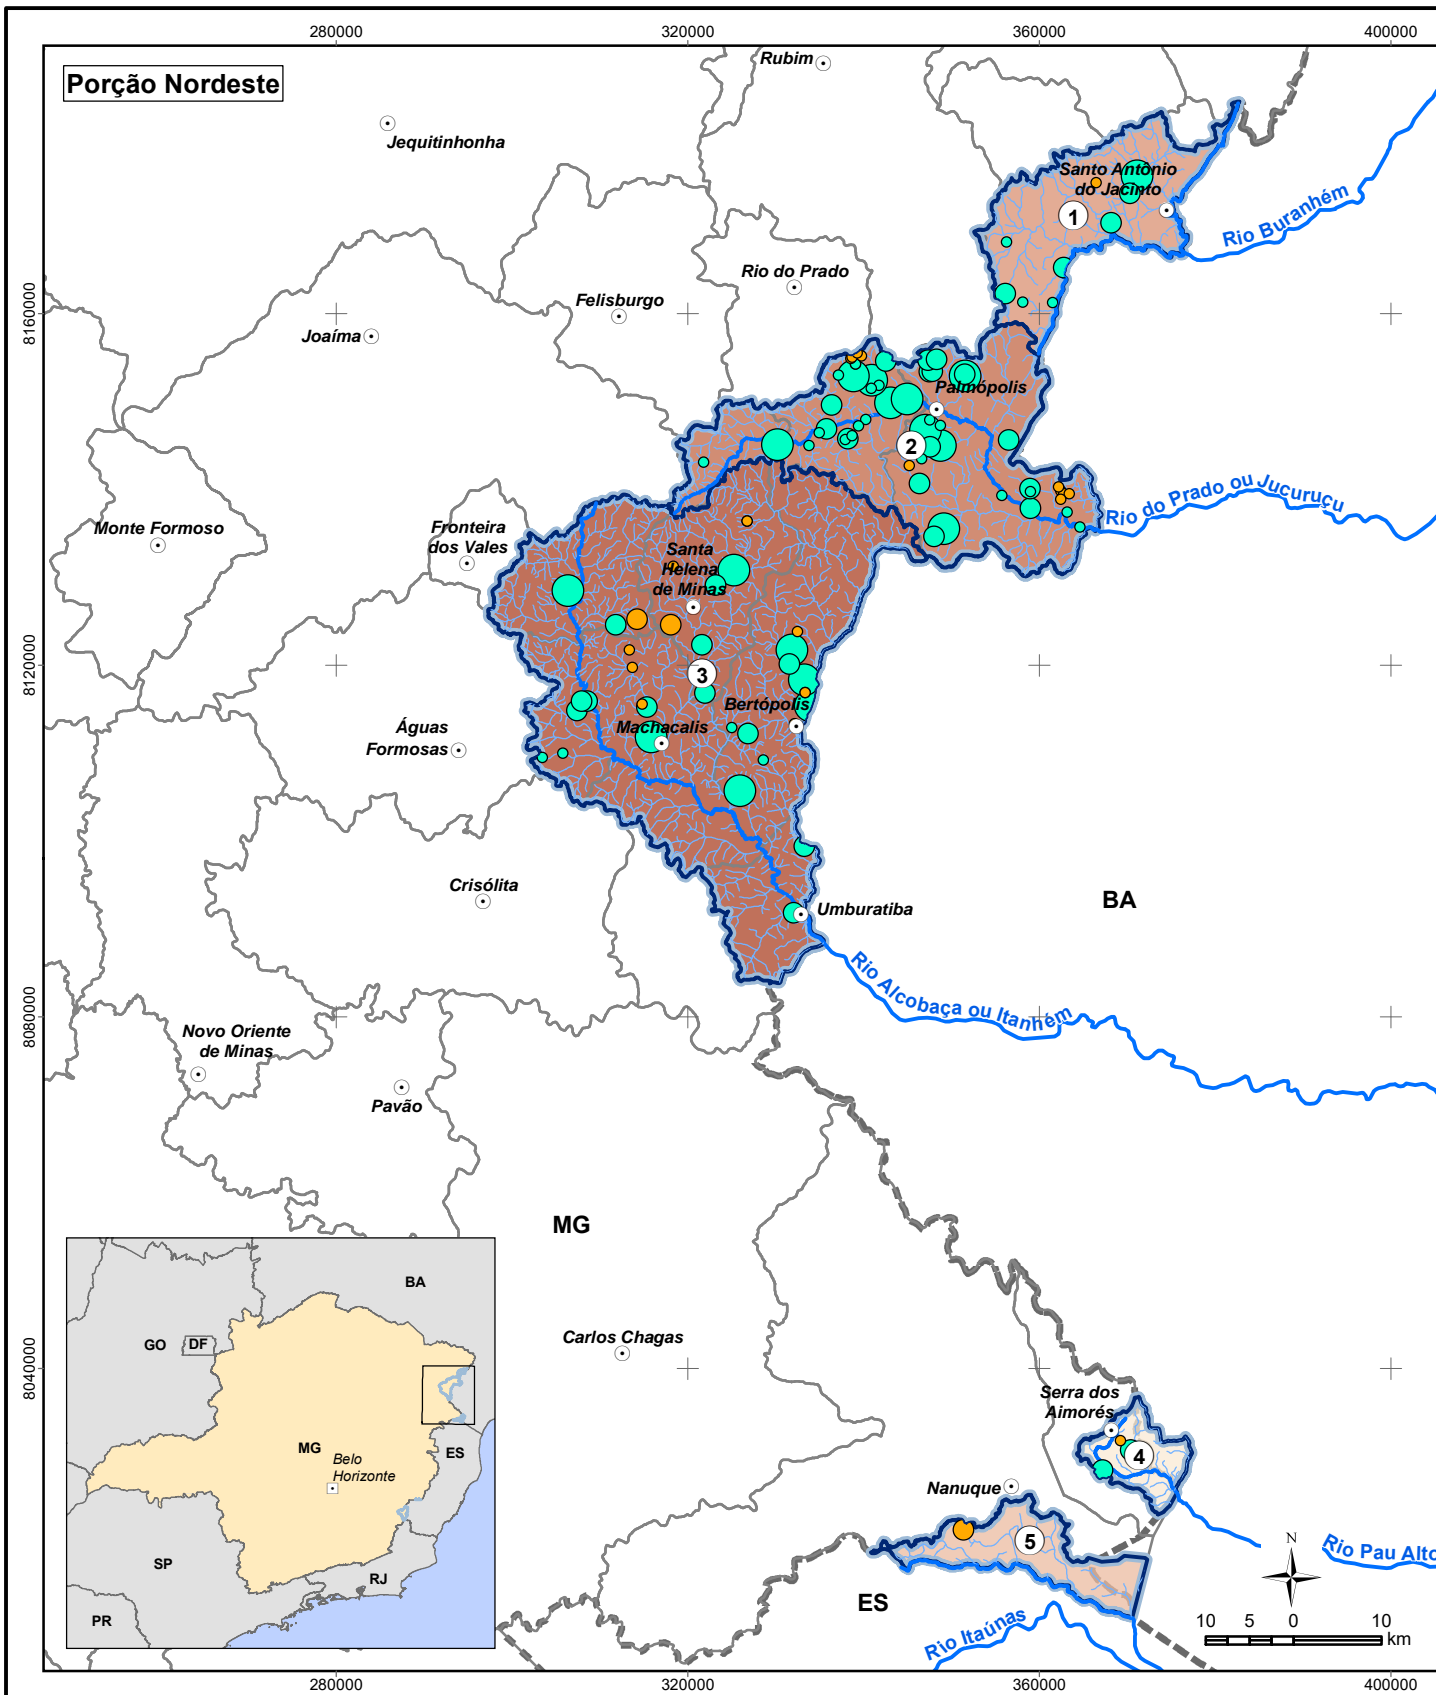 280000
320000
360000
400000
Porção Nordeste
Rubim
Jequitinhonha
Santo Antônio
do Jacinto
1
Rio Buranhém
Rio do Prado
Felisburgo
Joaíma
8160000
Palmópolis
2
Rio do Prado ou Jucuruçu
Monte Formoso
Fronteira
dos Vales
Santa
Helena
de Minas
8120000
3
Bertópolis
Machacalis
Águas
Formosas
Crisólita
Umburatiba
BA
Rio Alcobaça ou Itanhém
8080000
Novo Oriente
de Minas
Pavão
MG
BA
GO
DF
MG
Belo
Horizonte
ES
SP
RJ
PR
Carlos Chagas
8040000
Serra dos
Aimorés
4
Nanuque
5
Rio Pau Alto
N
ES
Rio Itaúnas
10 5 0 10
km
280000
320000
360000
400000